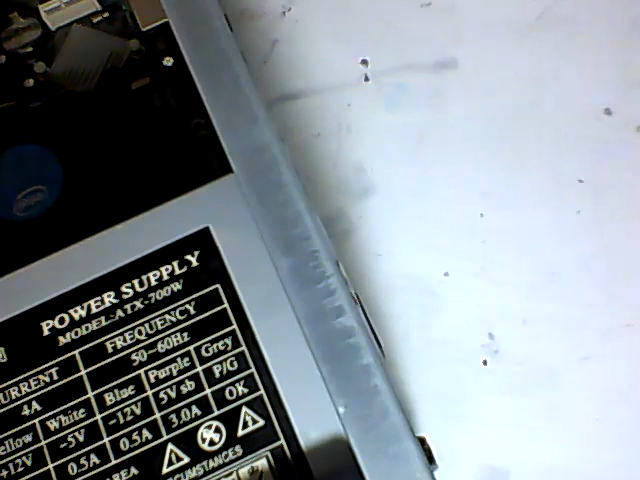 POWER SUPPLY
MODEL:ATX-700W
FREQUENCY
50-60Hz
4A
White Blue Purple Grey
+12V -5V -12V 5V sb P/G
0.5A 0.5A 3.0A OK